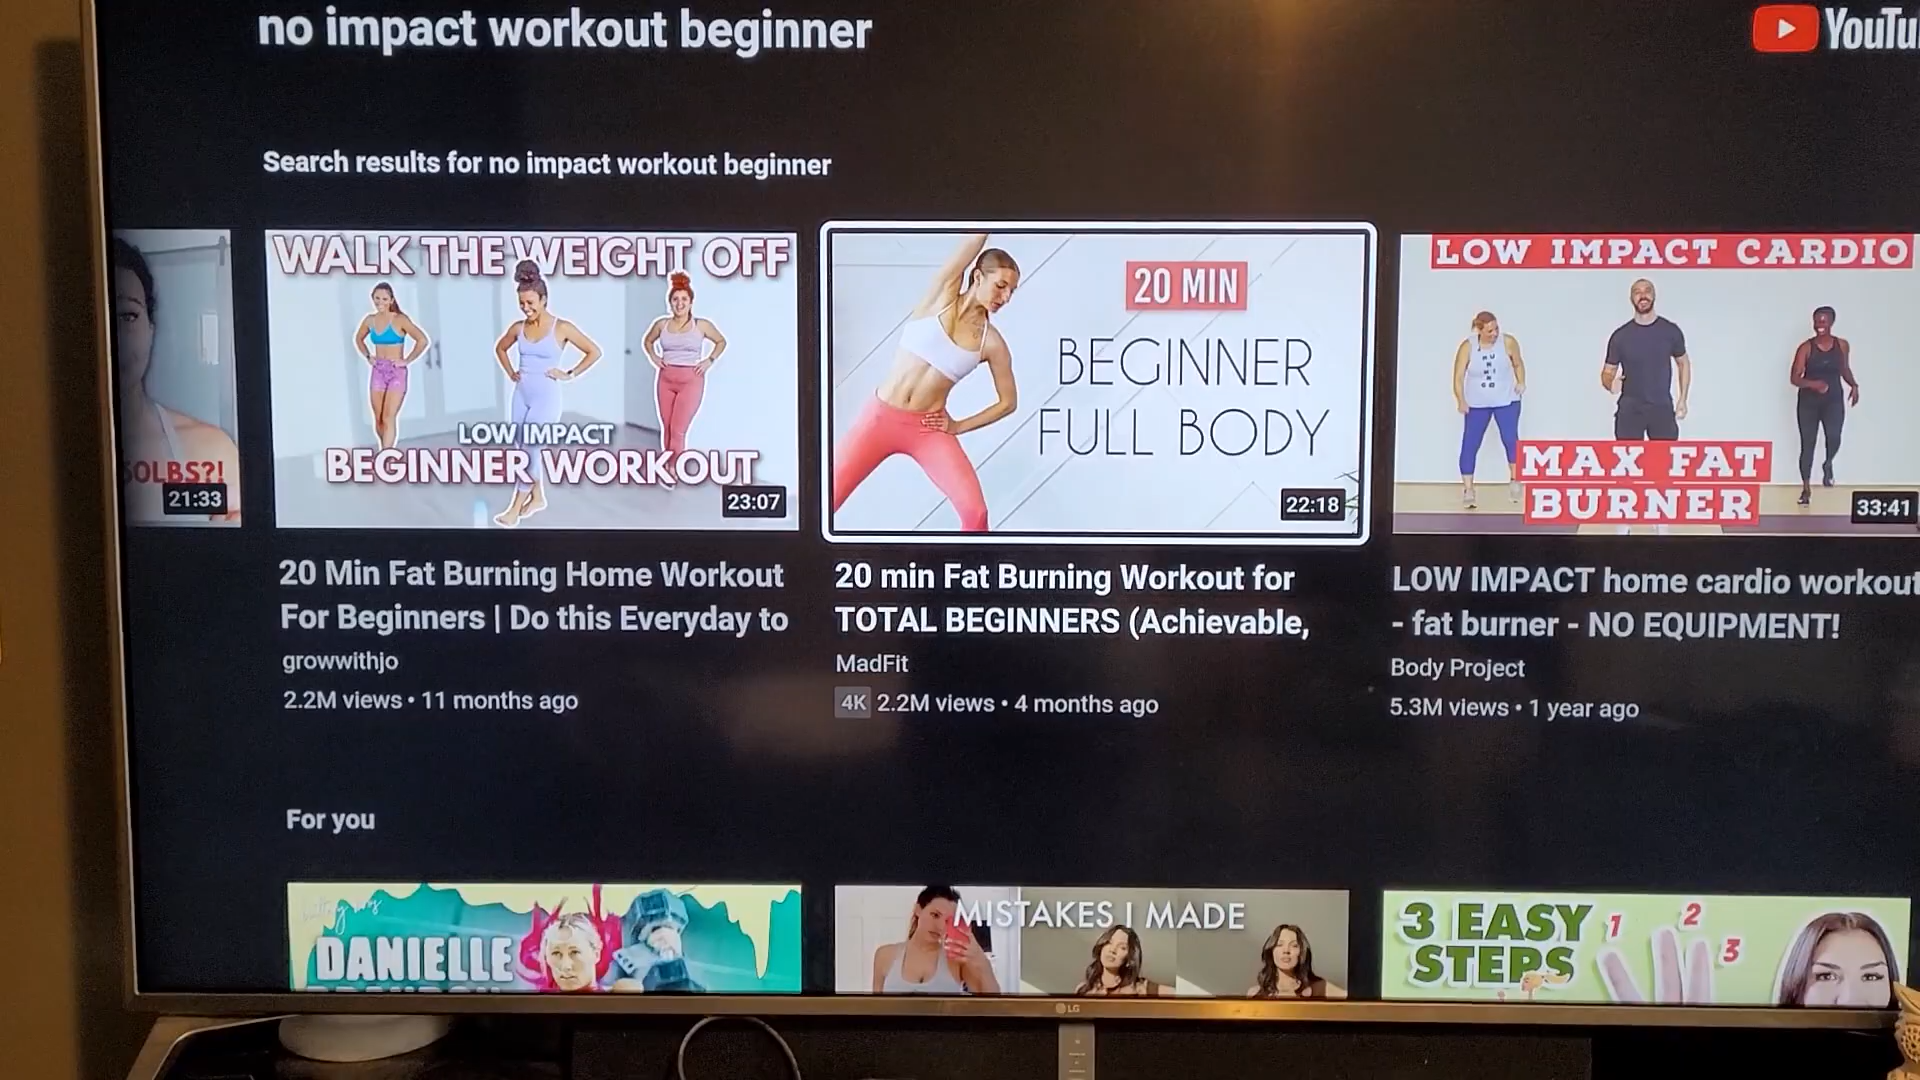 no impact workout beginner
YouTu
Search results for no impact workout beginner
OLBS?!
21:33
WALK THE WEIGHT OFF
LOW IMPACT
BEGINNER WORKOUT
23:07
20 MIN
BEGINNER
FULL BODY
22:18
LOW IMPACT CARDIO
MAX FAT
BURNER
33:41
20 Min Fat Burning Home Workout
For Beginners | Do this Everyday to
growwithjo
2.2M views • 11 months ago
20 min Fat Burning Workout for
TOTAL BEGINNERS (Achievable,
MadFit
4K 2.2M views • 4 months ago
LOW IMPACT home cardio workout
- fat burner - NO EQUIPMENT!
Body Project
5.3M views • 1 year ago
For you
DANIELLE
MISTAKES I MADE
3 EASY
STEPS
1 2 3
LG